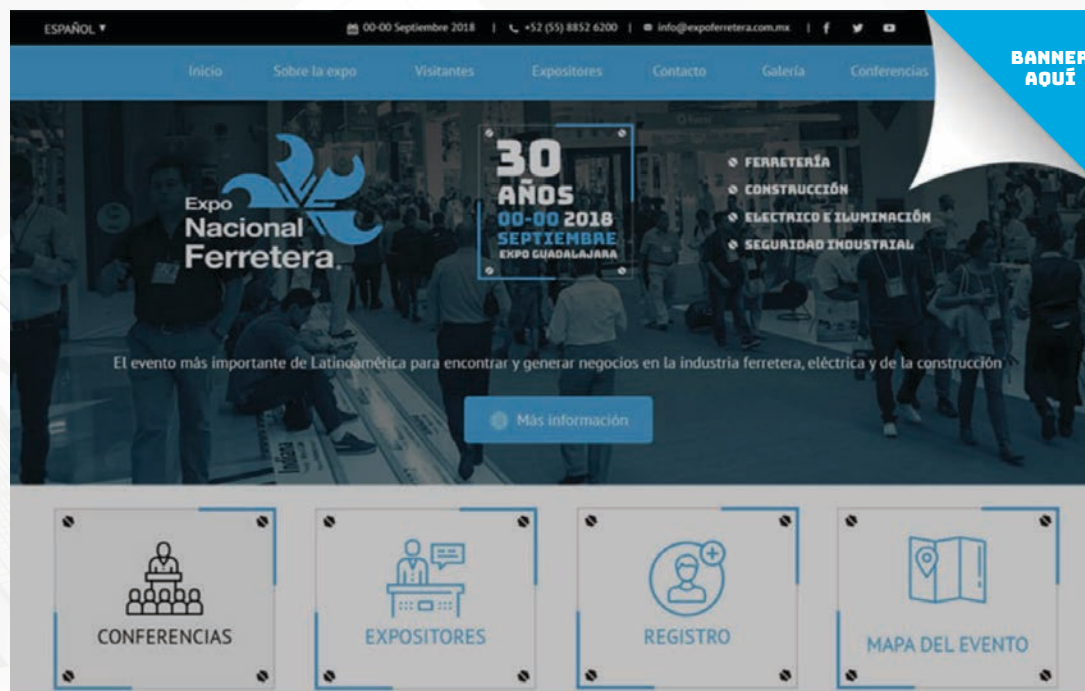 ESPAÑOL ▼
00-00 Septiembre 2018 | +52 (55) 8852 6200 | info@expoferretera.com.mx |
BANNER
AQUÍ
Inicio Sobre la expo Visitantes Expositores Contacto Galería Conferencias
Expo
Nacional
Ferretera
30
AÑOS
00-00 2018
SEPTIEMBRE
EXPO GUADALAJARA
FERRETERÍA
CONSTRUCCIÓN
ELECTRICO E ILUMINACIÓN
SEGURIDAD INDUSTRIAL
El evento más importante de Latinoamérica para encontrar y generar negocios en la industria ferretera, eléctrica y de la construcción
Indiana
Más información
CONFERENCIAS
EXPOSITORES
REGISTRO
MAPA DEL EVENTO